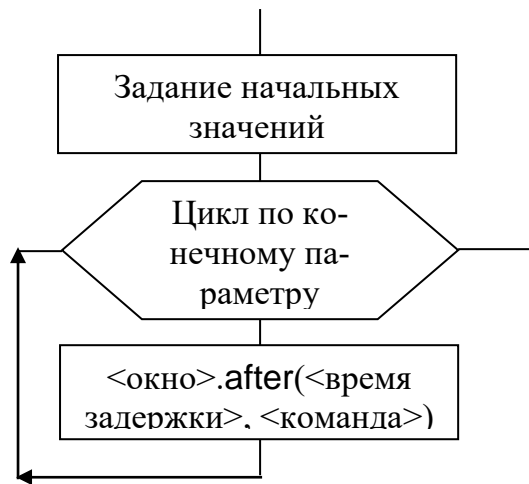 Задание начальных
значений
Цикл по ко-
нечному па-
раметру
<окно>.after(<время
задержки>, <команда>)